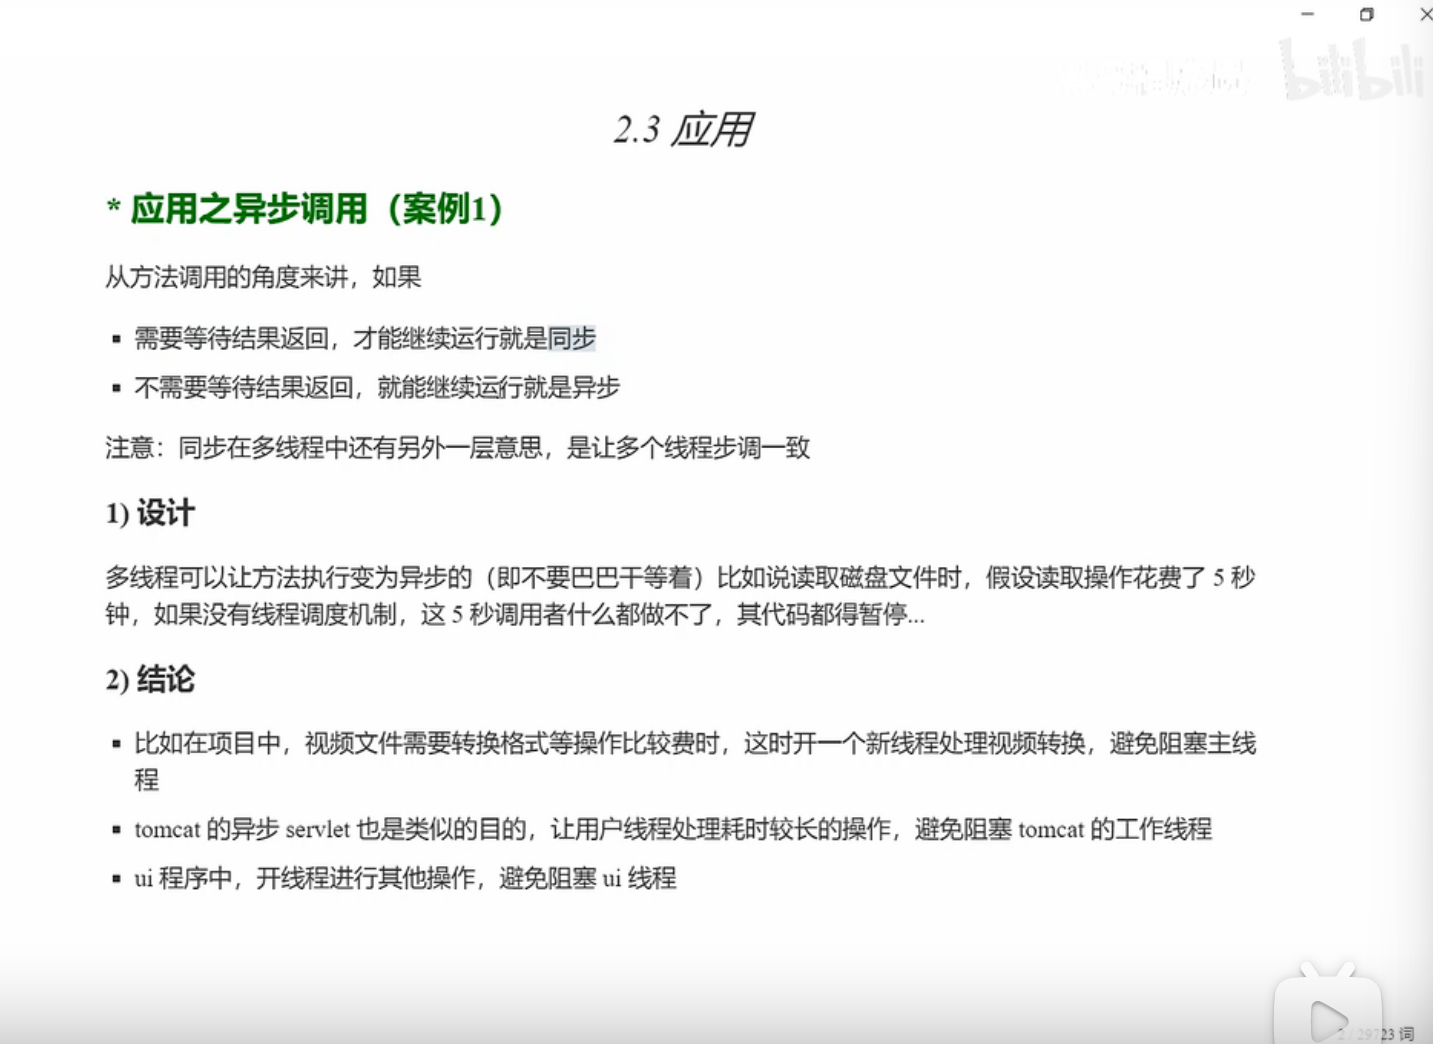 bilibili
2.3 应用
* 应用之异步调用（案例1）
从方法调用的角度来讲，如果
▪ 需要等待结果返回，才能继续运行就是同步
▪ 不需要等待结果返回，就能继续运行就是异步
注意：同步在多线程中还有另外一层意思，是让多个线程步调一致
1) 设计
多线程可以让方法执行变为异步的（即不要巴巴干等着）比如说读取磁盘文件时，假设读取操作花费了 5 秒
钟，如果没有线程调度机制，这 5 秒调用者什么都做不了，其代码都得暂停...
2) 结论
▪ 比如在项目中，视频文件需要转换格式等操作比较费时，这时开一个新线程处理视频转换，避免阻塞主线
程
▪ tomcat 的异步 servlet 也是类似的目的，让用户线程处理耗时较长的操作，避免阻塞 tomcat 的工作线程
▪ ui 程序中，开线程进行其他操作，避免阻塞 ui 线程
2 / 29723 词